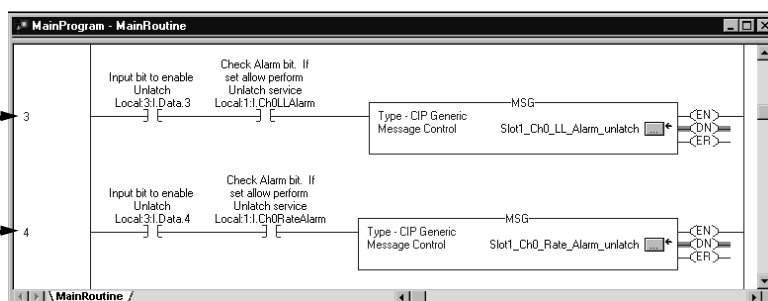 MainProgram - MainRoutine
Input bit to enable
Unlatch
Local:3:I.Data.3
Check Alarm bit. If
set allow perform
Unlatch service
Local:1:I.Ch0LLAlarm
3
MSG
Type - CIP Generic
Message Control
Slot1_Ch0_LL_Alarm_unlatch
...
EN
DN
ER
Input bit to enable
Unlatch
Local:3:I.Data.4
Check Alarm bit. If
set allow perform
Unlatch service
Local:1:I.Ch0RateAlarm
4
MSG
Type - CIP Generic
Message Control
Slot1_Ch0_Rate_Alarm_unlatch
...
EN
DN
ER
MainRoutine